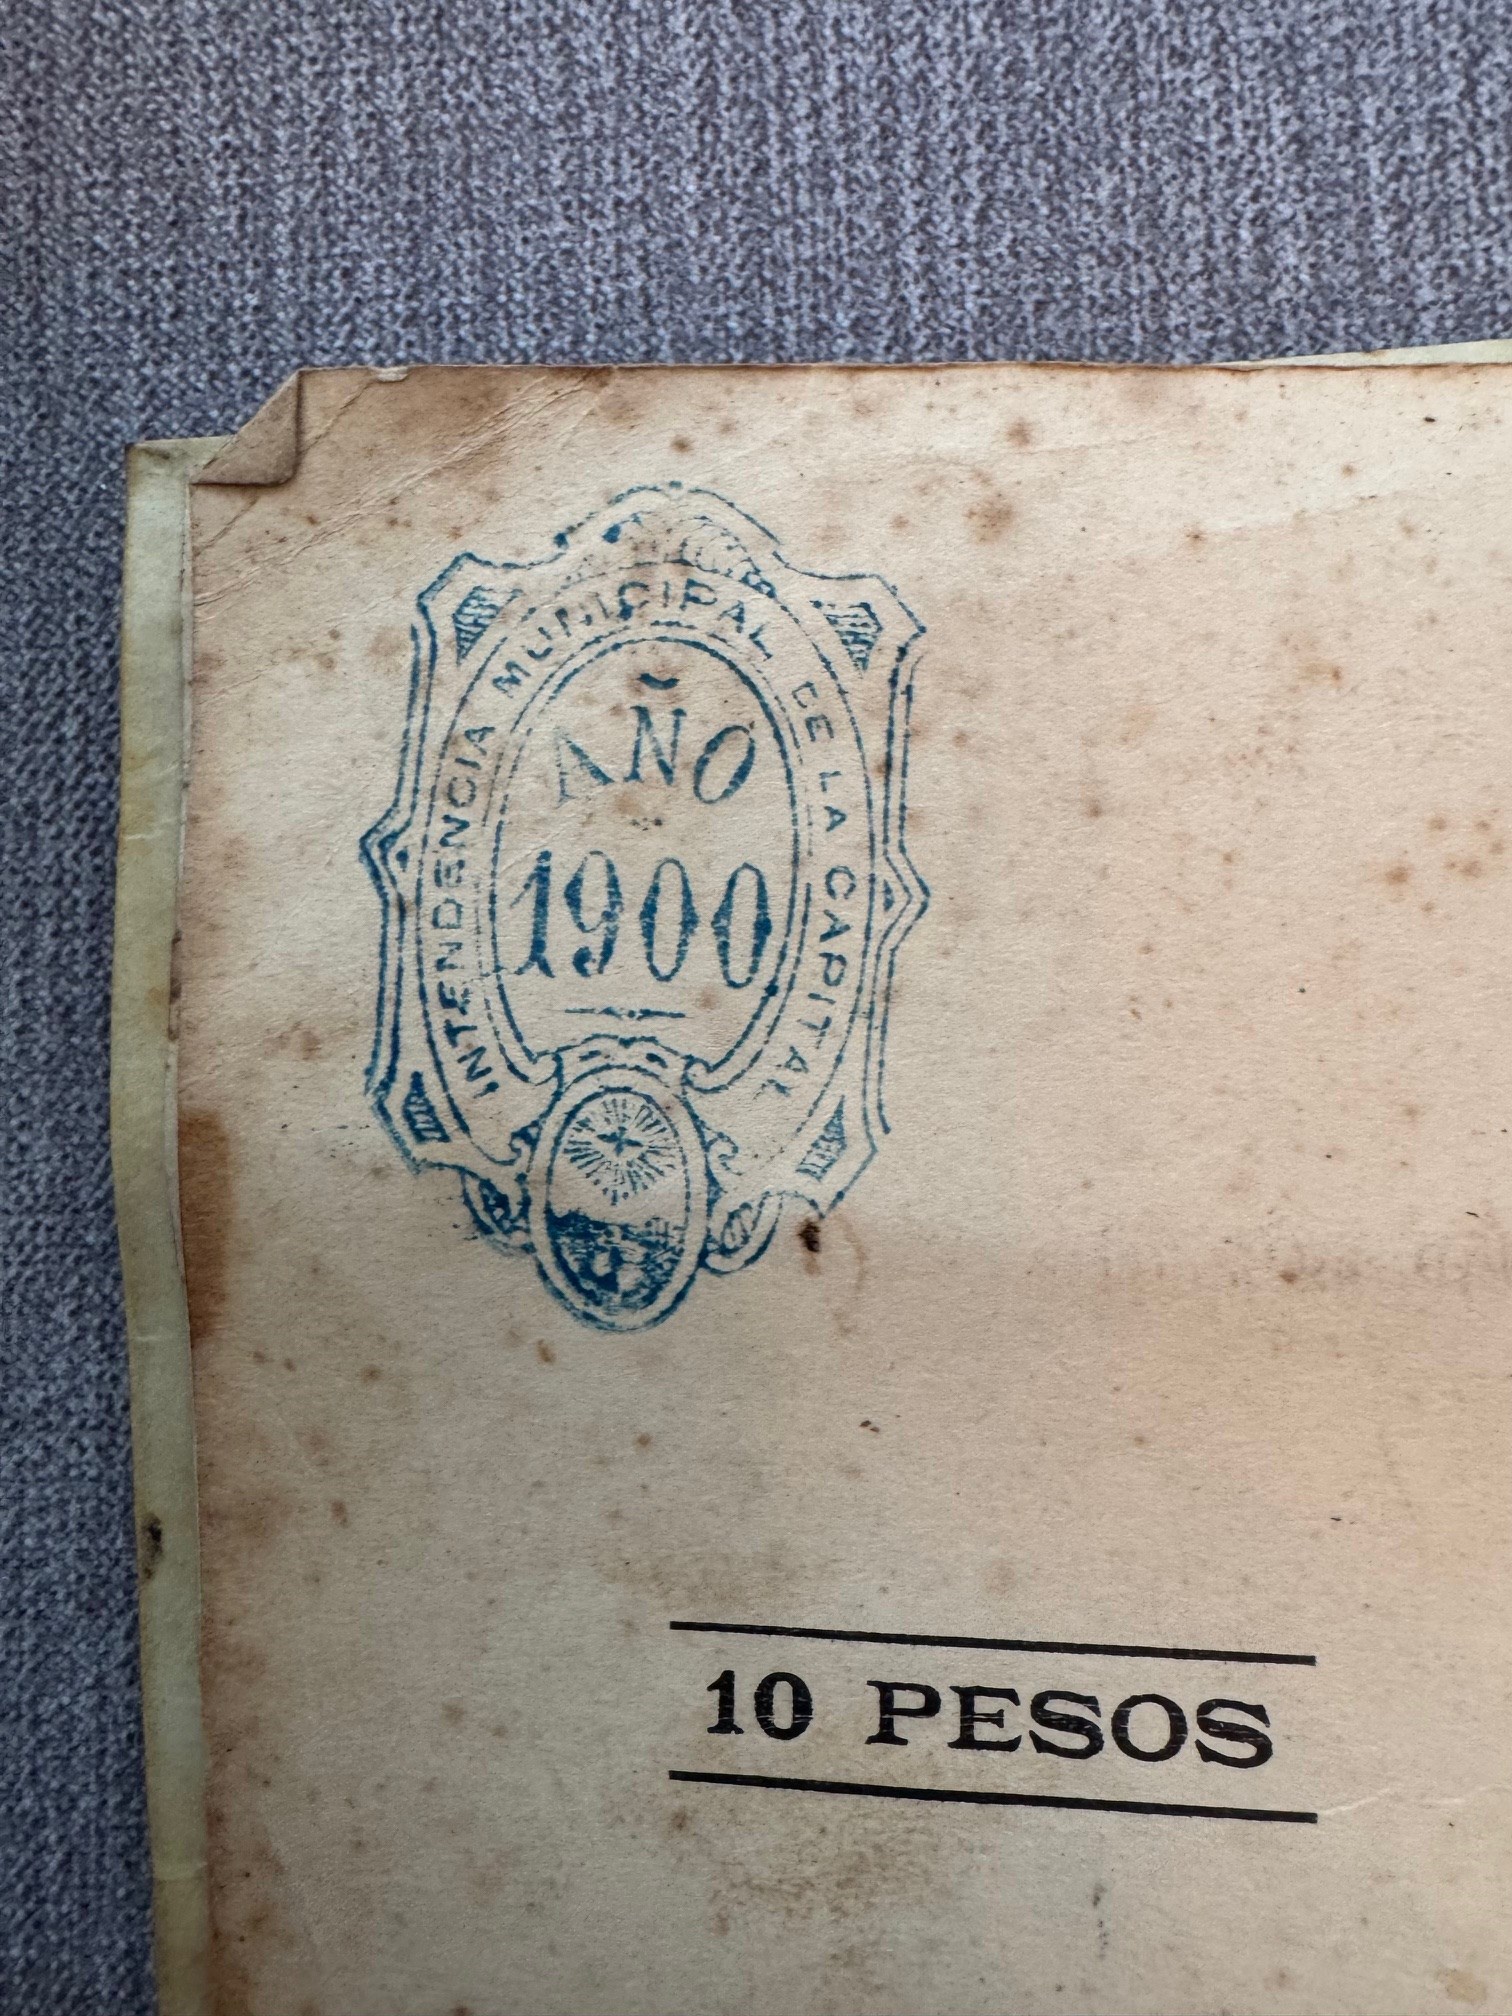 INTENDENCIA MUNICIPAL DE LA CAPITAL
AÑO
1900
10 PESOS